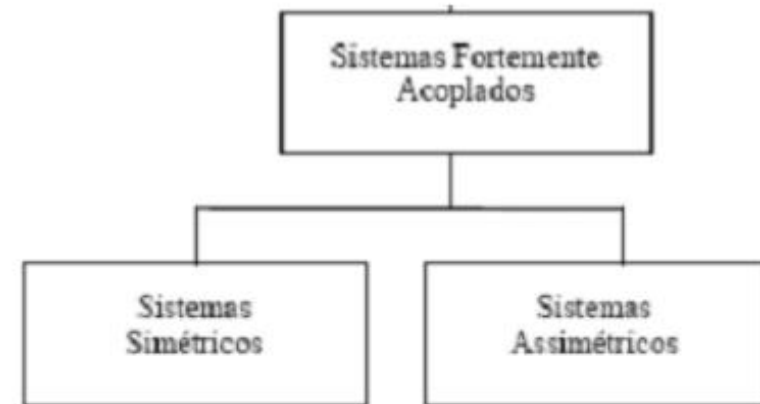 Sistemas Fortemente
Acoplados
Sistemas
Simétricos
Sistemas
Assimétricos